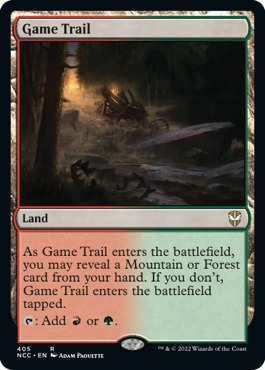 Game Trail
Land
As Game Trail enters the battlefield,
you may reveal a Mountain or Forest
card from your hand. If you don't,
Game Trail enters the battlefield
tapped.
: Add or .
405 R
NCC • EN Adam Paquette
™ & © 2022 Wizards of the Coast